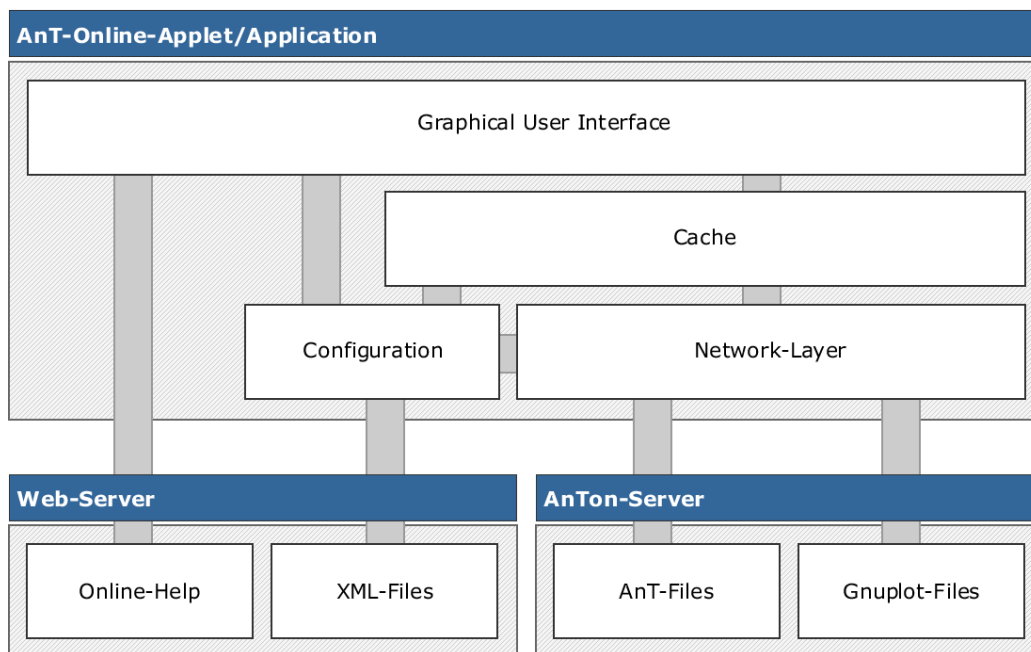 AnT-Online-Applet/Application
Graphical User Interface
Cache
Configuration
Network-Layer
Web-Server
AnTon-Server
Online-Help
XML-Files
AnT-Files
Gnuplot-Files